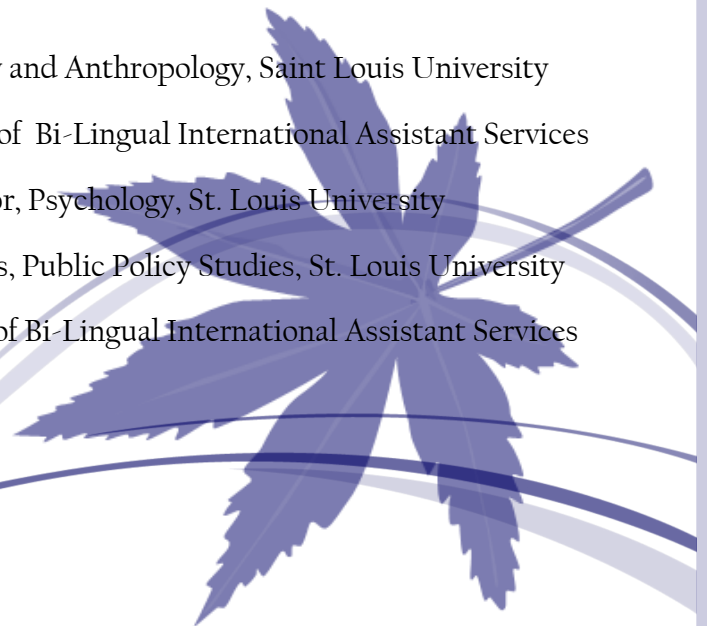 and Anthropology, Saint Louis University
of Bi-Lingual International Assistant Services
Psychology, St. Louis University
Public Policy Studies, St. Louis University
of Bi-Lingual International Assistant Services